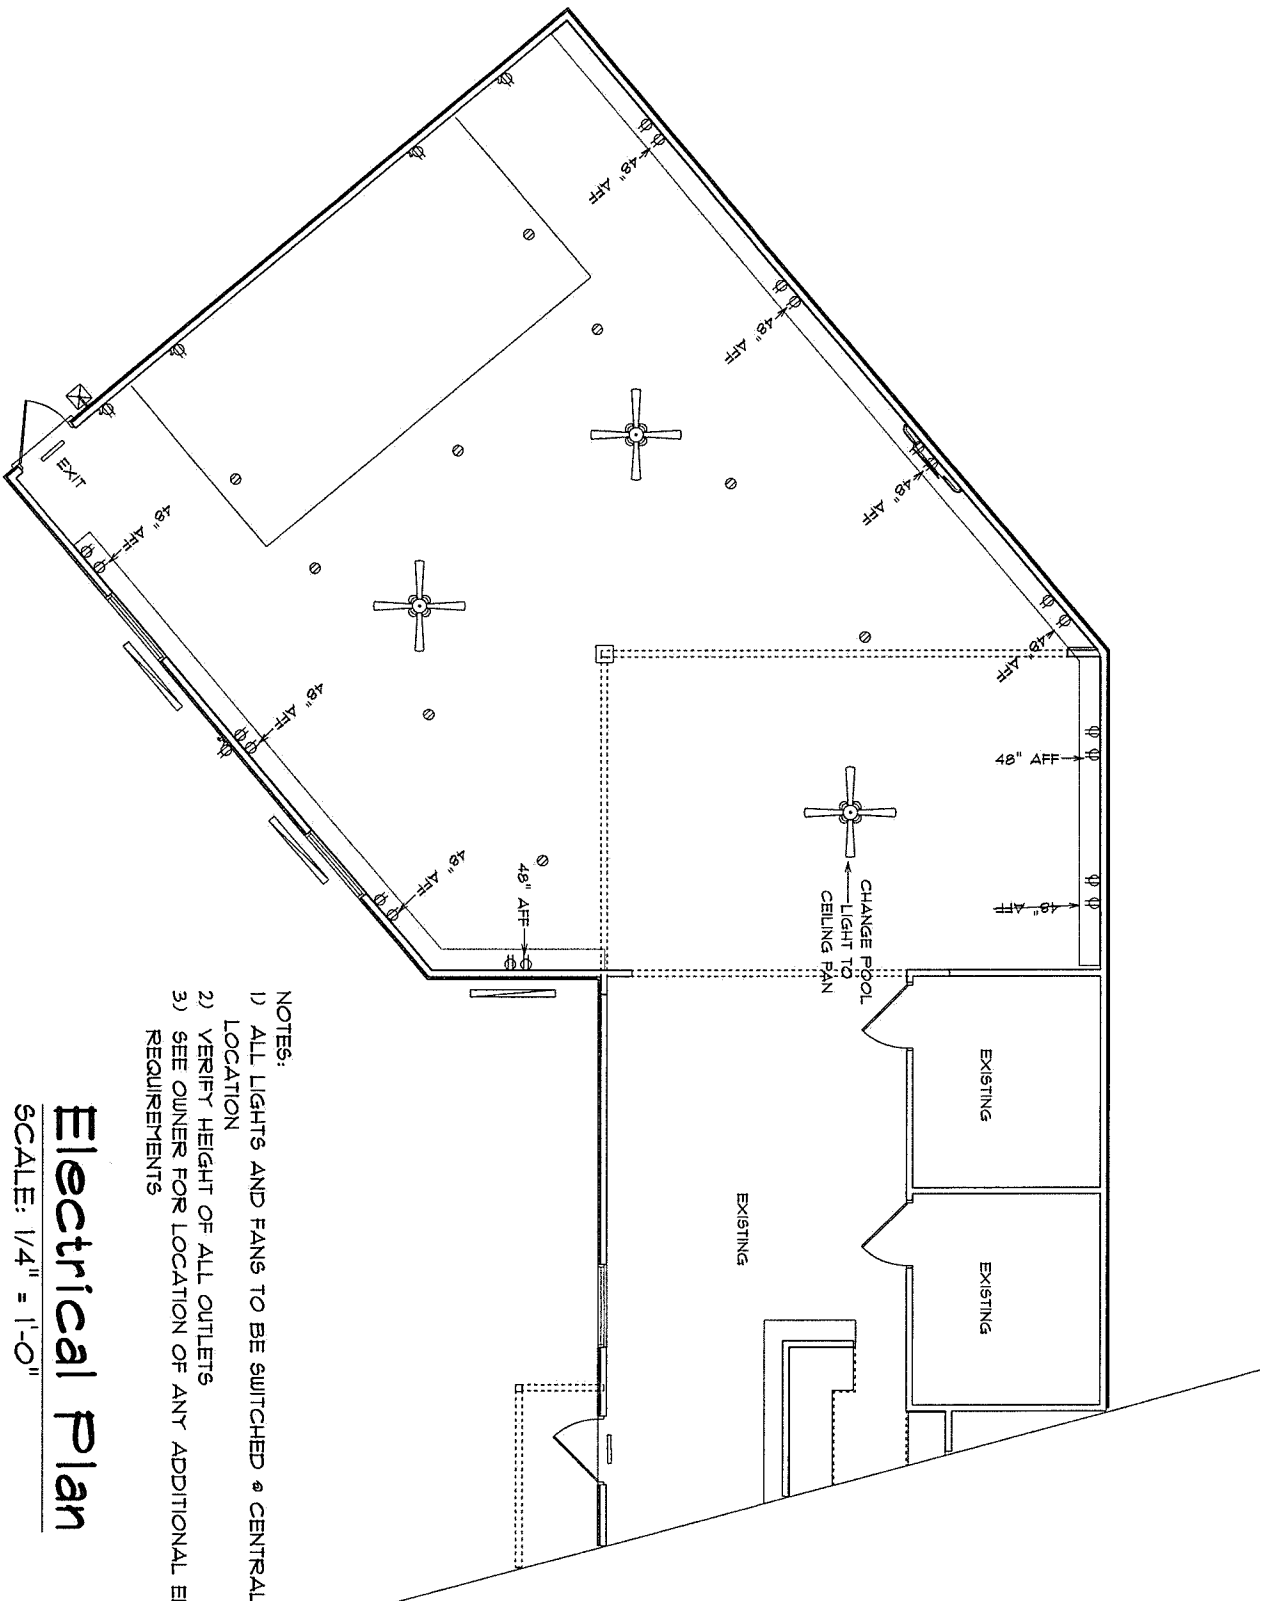 48" AFF
48" AFF
48" AFF
48" AFF
48" AFF
48" AFF
EXIT
48" AFF
48" AFF
48" AFF
48" AFF
CHANGE POOL
LIGHT TO
CEILING FAN
EXISTING
EXISTING
EXISTING
NOTES:
1) ALL LIGHTS AND FANS TO BE SWITCHED @ CENTRAL
LOCATION
2) VERIFY HEIGHT OF ALL OUTLETS
3) SEE OWNER FOR LOCATION OF ANY ADDITIONAL
REQUIREMENTS
Electrical Plan
SCALE: 1/4" = 1'-0"